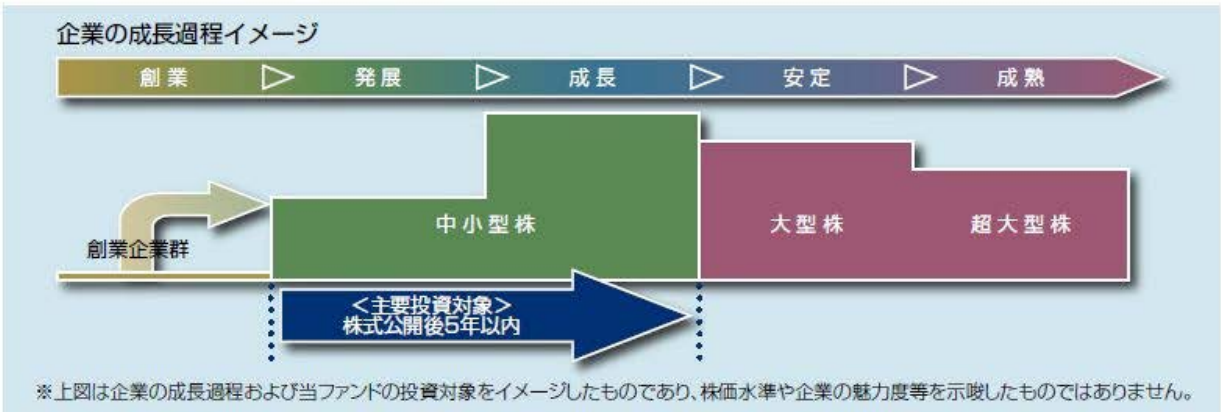 企業の成長過程イメージ
創業 ▷ 発展 ▷ 成長 ▷ 安定 ▷ 成熟
中小型株
大型株
超大型株
創業企業群
＜主要投資対象＞
株式公開後5年以内
※上図は企業の成長過程および当ファンドの投資対象をイメージしたものであり、株価水準や企業の魅力度等を示唆したものではありません。